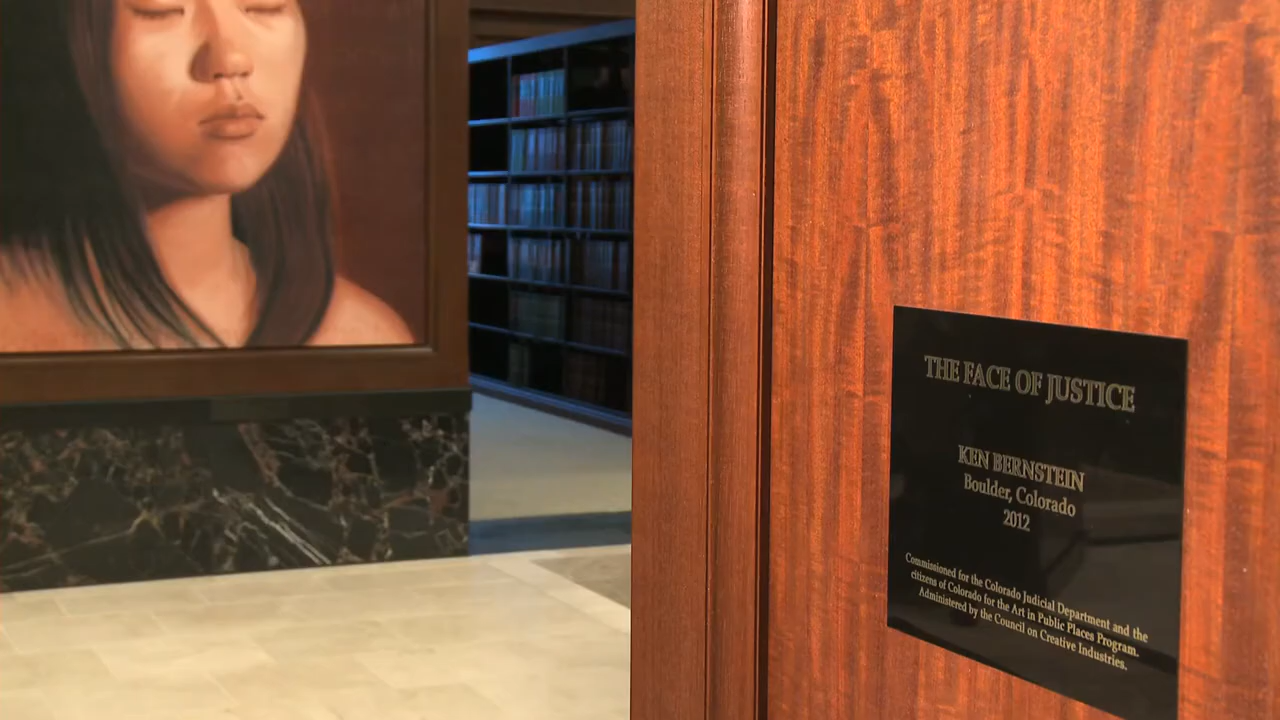 THE FACE OF JUSTICE
KEN BERNSTEIN
Boulder, Colorado
2012
Commissioned for the Colorado Judicial Department and the
citizens of Colorado for the Art in Public Places Program.
Administered by the Council on Creative Industries.